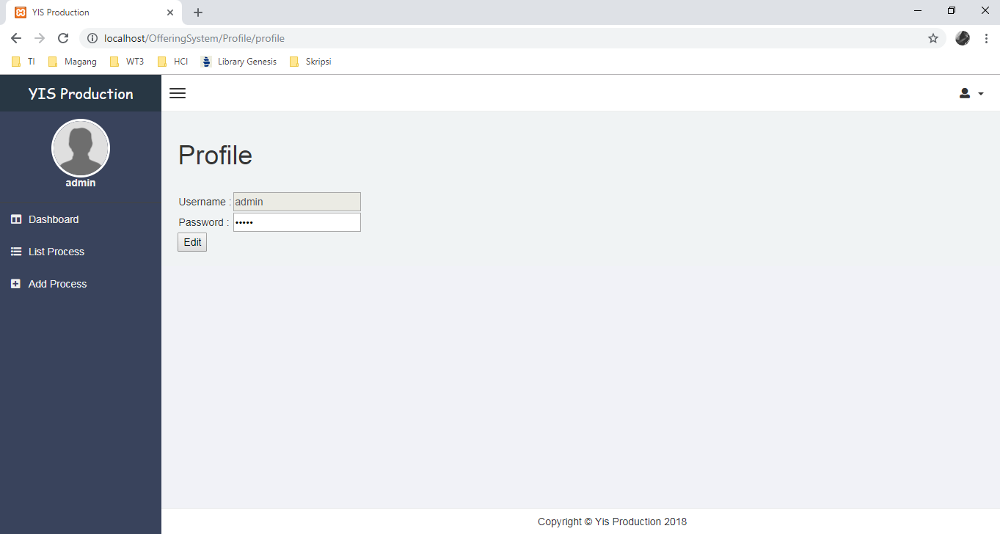 YIS Production
localhost/OfferingSystem/Profile/profile
TI Magang WT3 HCI Library Genesis Skripsi
YIS Production
admin
Dashboard
List Process
Add Process
Profile
Username : admin
Password : •••••
Edit
Copyright © Yis Production 2018